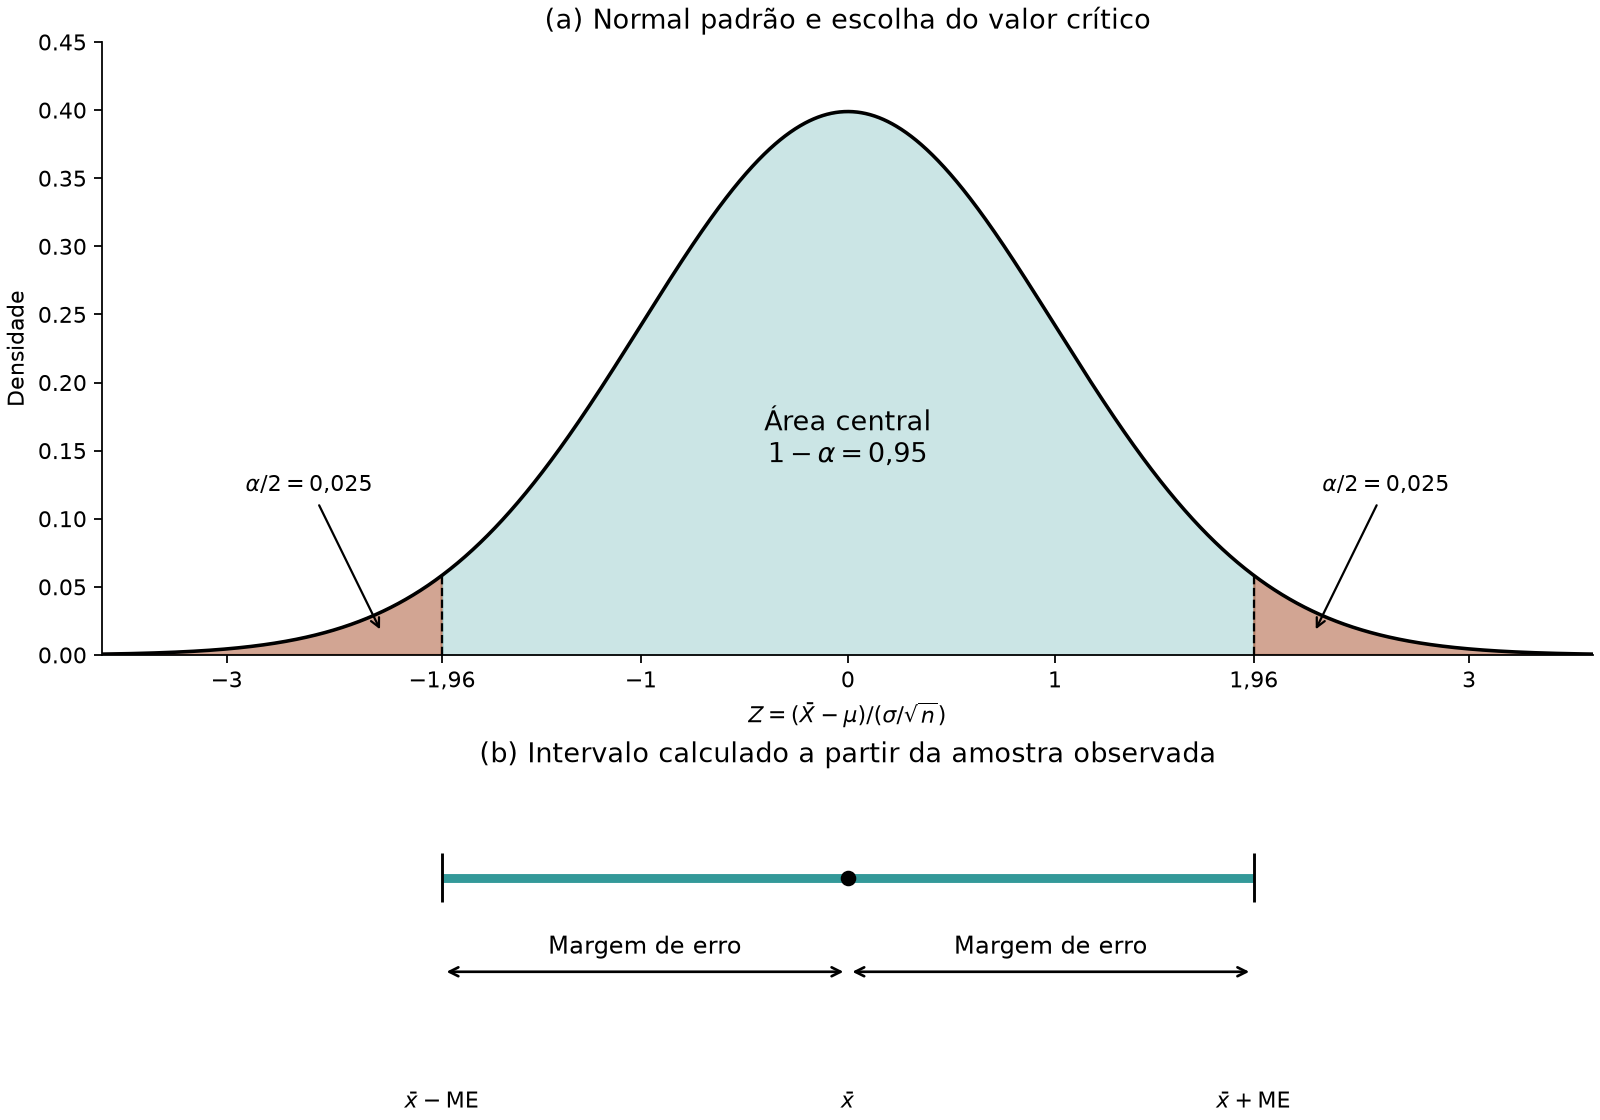 (a) Normal padrão e escolha do valor crítico
0.45
0.40
0.35
0.30
0.25
0.20
0.15
0.10
0.05
0.00
Densidade
Área central
1 − α = 0,95
α/2 = 0,025
α/2 = 0,025
−3
−1,96
−1
0
1
1,96
3
Z = (X̄ − μ)/(σ/√n)
(b) Intervalo calculado a partir da amostra observada
Margem de erro
Margem de erro
x̄ − ME
x̄
x̄ + ME